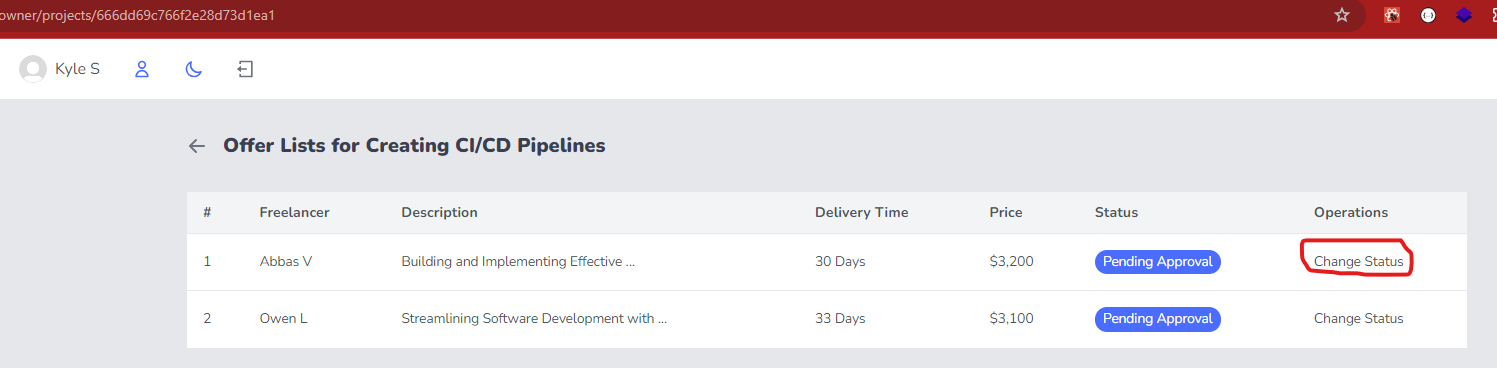 owner/projects/666dd69c766f2e28d73d1ea1
Kyle S
Offer Lists for Creating CI/CD Pipelines
# Freelancer Description Delivery Time Price Status Operations
1 Abbas V Building and Implementing Effective ... 30 Days $3,200 Pending Approval Change Status
2 Owen L Streamlining Software Development with ... 33 Days $3,100 Pending Approval Change Status